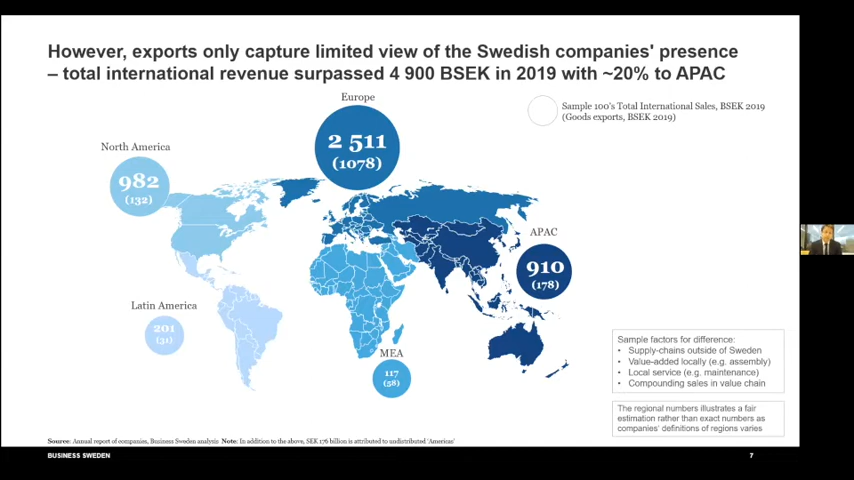 However, exports only capture limited view of the Swedish companies' presence
– total international revenue surpassed 4 900 BSEK in 2019 with ~20% to APAC
Europe
2 511
(1078)
Sample 100's Total International Sales, BSEK 2019
(Goods exports, BSEK 2019)
North America
982
(132)
APAC
910
(178)
Latin America
201
(31)
MEA
117
(58)
Sample factors for difference:
• Supply-chains outside of Sweden
• Value-added locally (e.g. assembly)
• Local service (e.g. maintenance)
• Compounding sales in value chain
The regional numbers illustrates a fair
estimation rather than exact numbers as
companies' definitions of regions varies
Source: Annual report of companies, Business Sweden analysis Note: In addition to the above, SEK 176 billion is attributed to undistributed 'Americas'
BUSINESS SWEDEN
7